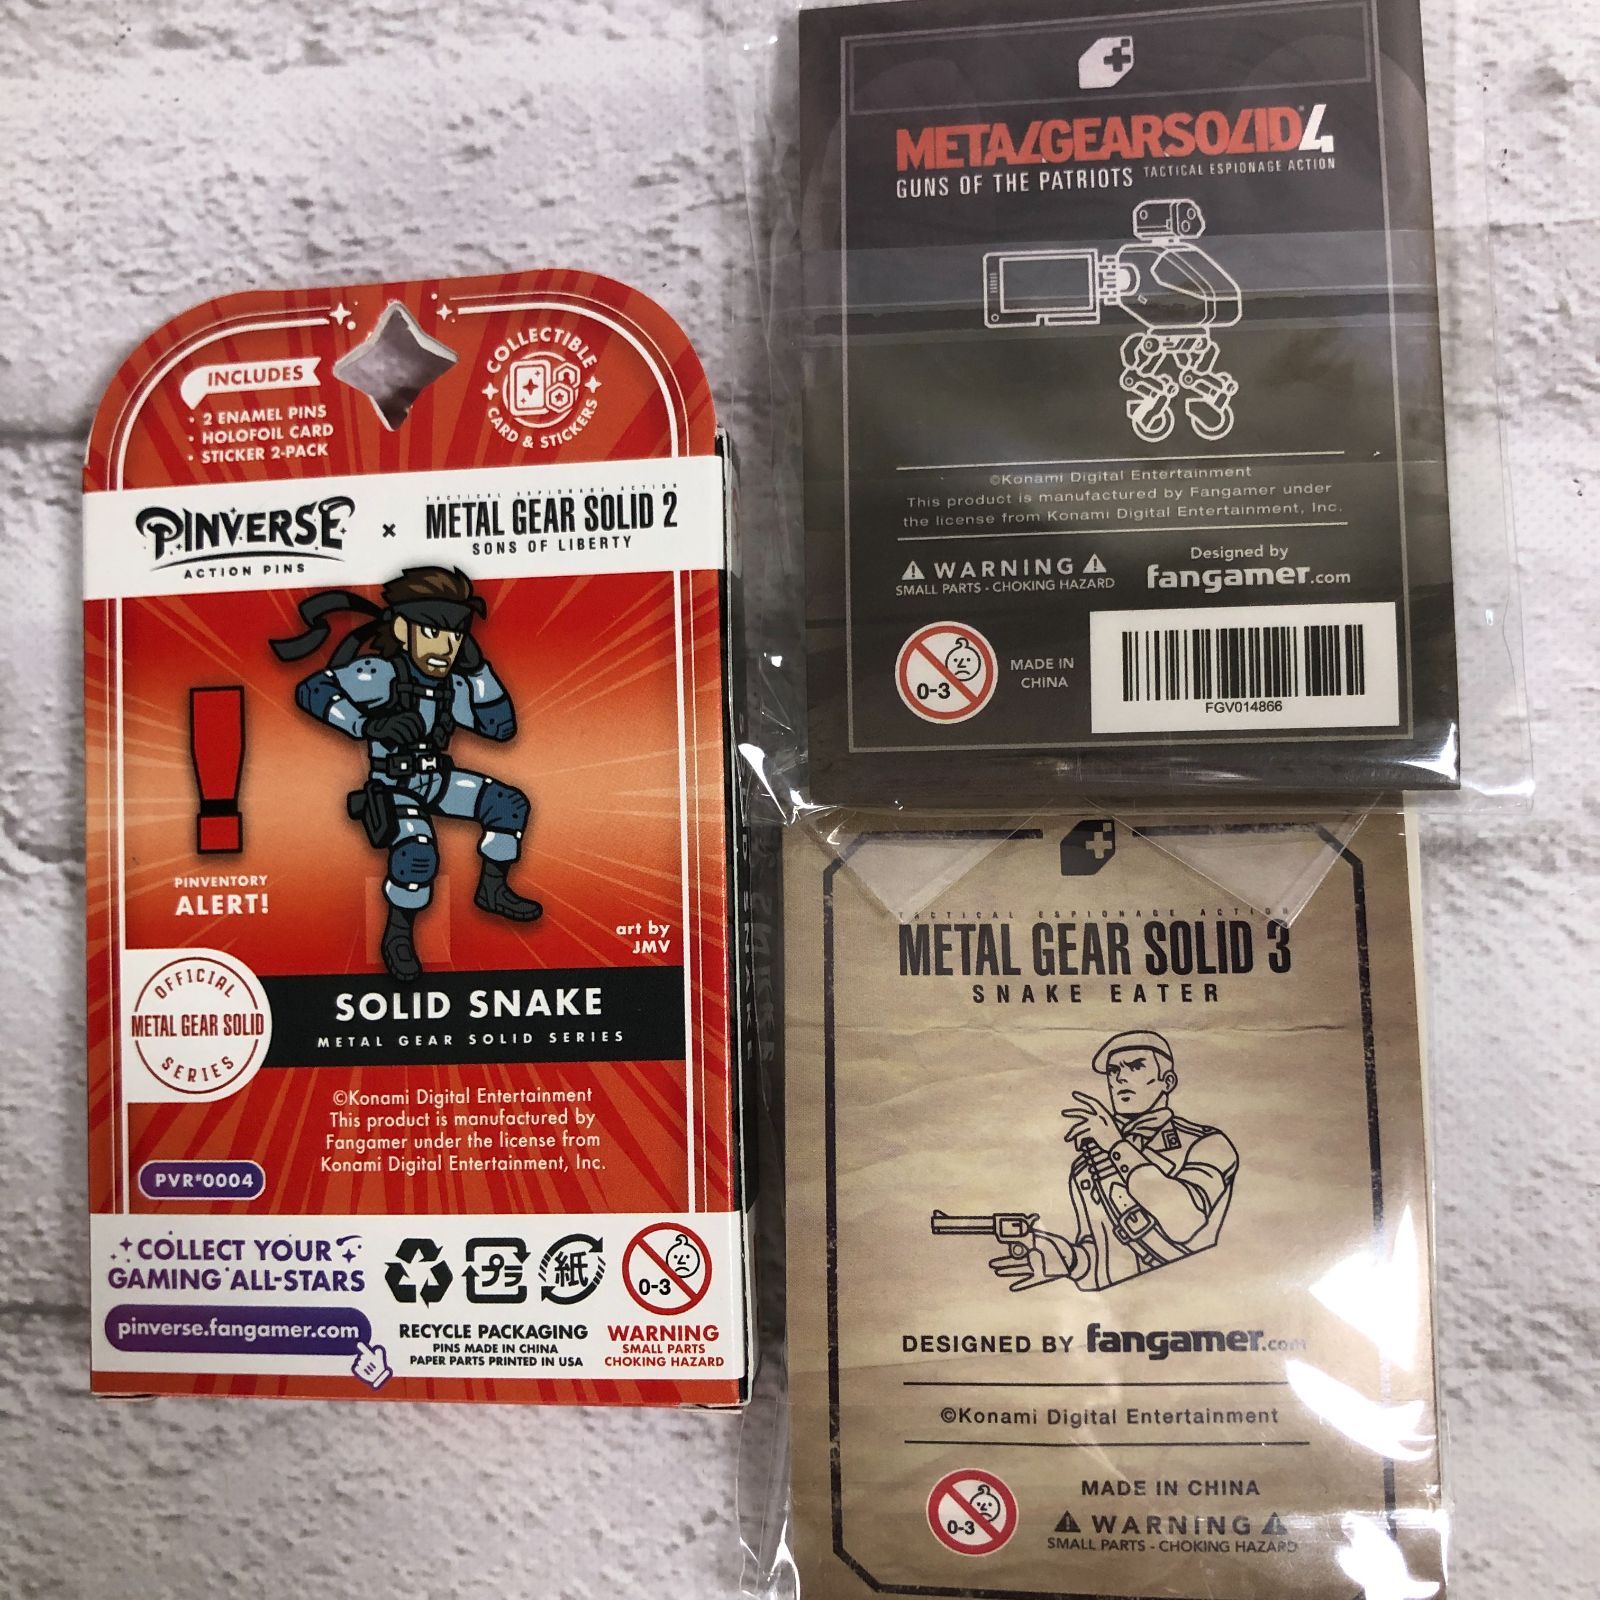 INCLUDES
• 2 ENAMEL PINS
• HOLOFOIL CARD
• STICKER 2-PACK
COLLECTIBLE
CARD & STICKERS
PINVERSE
ACTION PINS
×
TACTICAL ESPIONAGE ACTION
METAL GEAR SOLID 2
SONS OF LIBERTY
PINVENTORY
ALERT!
art by
JMV
OFFICIAL
METAL GEAR SOLID
SERIES
SOLID SNAKE
METAL GEAR SOLID SERIES
©Konami Digital Entertainment
This product is manufactured by
Fangamer under the license from
Konami Digital Entertainment, Inc.
PVR#0004
COLLECT YOUR
GAMING ALL-STARS
pinverse.fangamer.com
プラ
紙
RECYCLE PACKAGING
PINS MADE IN CHINA
PAPER PARTS PRINTED IN USA
0-3
WARNING
SMALL PARTS
CHOKING HAZARD
METAL GEAR SOLID 4
GUNS OF THE PATRIOTS TACTICAL ESPIONAGE ACTION
©Konami Digital Entertainment
This product is manufactured by Fangamer under
the license from Konami Digital Entertainment, Inc.
WARNING
SMALL PARTS - CHOKING HAZARD
Designed by
fangamer.com
0-3
MADE IN
CHINA
FGV014866
TACTICAL ESPIONAGE ACTION
METAL GEAR SOLID 3
SNAKE EATER
DESIGNED BY fangamer.com
©Konami Digital Entertainment
0-3
MADE IN CHINA
WARNING
SMALL PARTS - CHOKING HAZARD